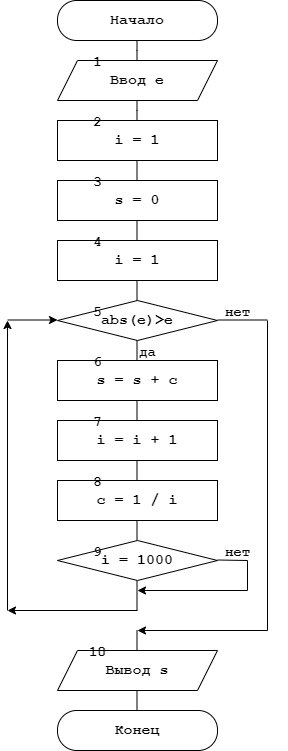 Начало
1
Ввод e
2
i = 1
3
s = 0
4
i = 1
5
abs(e)>e
нет
да
6
s = s + c
7
i = i + 1
8
c = 1 / i
9
i = 1000
нет
10
Вывод s
Конец